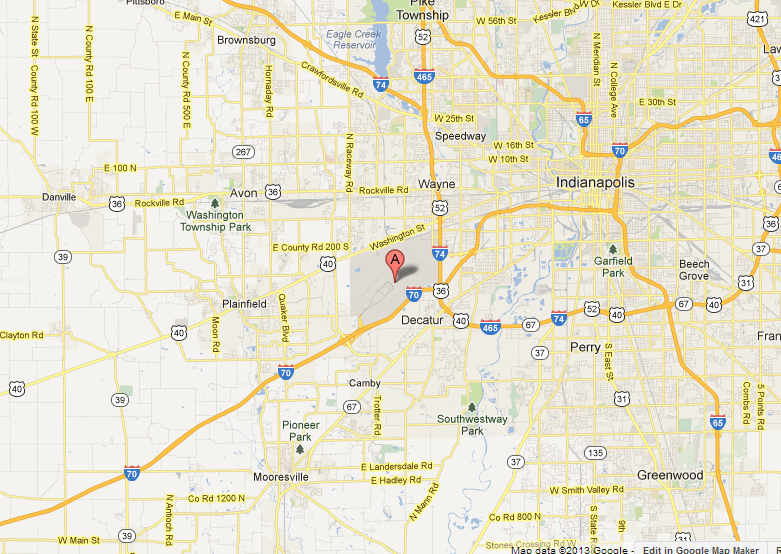 Pittsboro
E Main St
Brownsburg
Eagle Creek
Reservoir
Pike
Township
52
W 56th St
Kessler Blvd
Kessler Blvd E Dr
421
N State St
County Rd 100 W
N County Rd 100 E
N County Rd 500 E
Hornaday Rd
Crawfordsville Rd
74
465
N Meridian St
N College Ave
E 30th St
65
70
W 25th St
Speedway
W 16th St
W 10th St
N Raceway Rd
267
E 100 N
Danville
36
Rockville Rd
Avon
36
Rockville Rd
Wayne
52
Indianapolis
Washington
Township Park
39
E County Rd 200 S
Washington St
40
74
A
70
36
Garfield
Park
Beech
Grove
37
31
Plainfield
Moon Rd
Quaker Blvd
40
Decatur
40
465
67
74
52
40
67
67
Clayton Rd
40
39
70
37
Perry
S East St
31
Camby
67
Trotter Rd
Southwestway
Park
Pioneer
Park
Combs Rd
5 Points Rd
65
70
Mooresville
E Landersdale Rd
E Hadley Rd
37
135
Greenwood
N Antioch Rd
Co Rd 1200 N
N Mann Rd
W Smith Valley Rd
39
W Main St
Co Rd 800 N
S State Rd
9th
Stones Crossing Rd W
Map data ©2013 Google - Edit in Google Map Maker